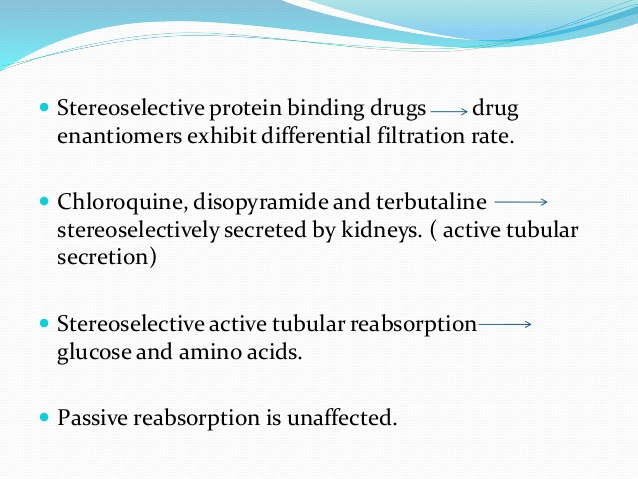 • Stereoselective protein binding drugs → drug
enantiomers exhibit differential filtration rate.
• Chloroquine, disopyramide and terbutaline →
stereoselectively secreted by kidneys. ( active tubular
secretion)
• Stereoselective active tubular reabsorption →
glucose and amino acids.
• Passive reabsorption is unaffected.